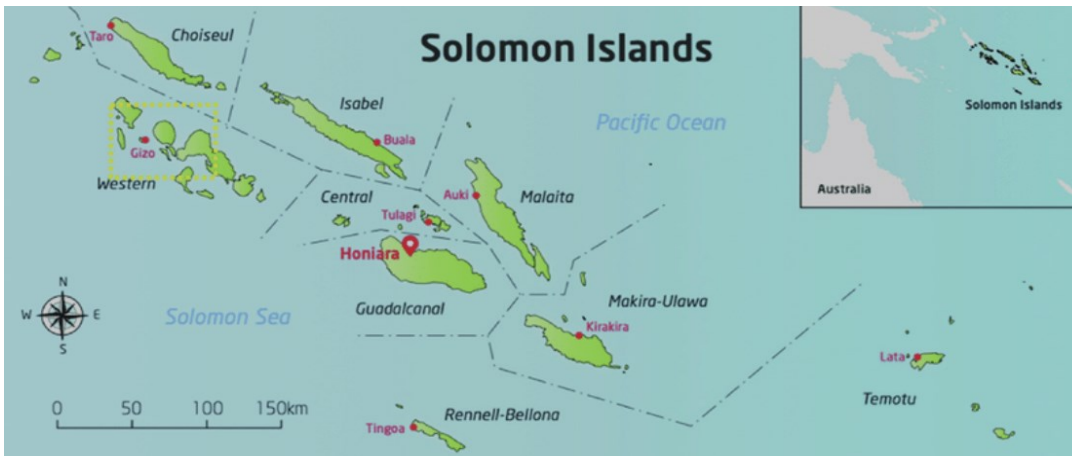 Solomon Islands
Taro
Choiseul
Isabel
Buala
Pacific Ocean
Solomon Islands
Australia
Gizo
Western
Central
Tulagi
Auki
Malaita
Honiara
Guadalcanal
Solomon Sea
N
W E
S
Makira-Ulawa
Kirakira
Lata
Temotu
0 50 100 150km
Rennell-Bellona
Tingoa